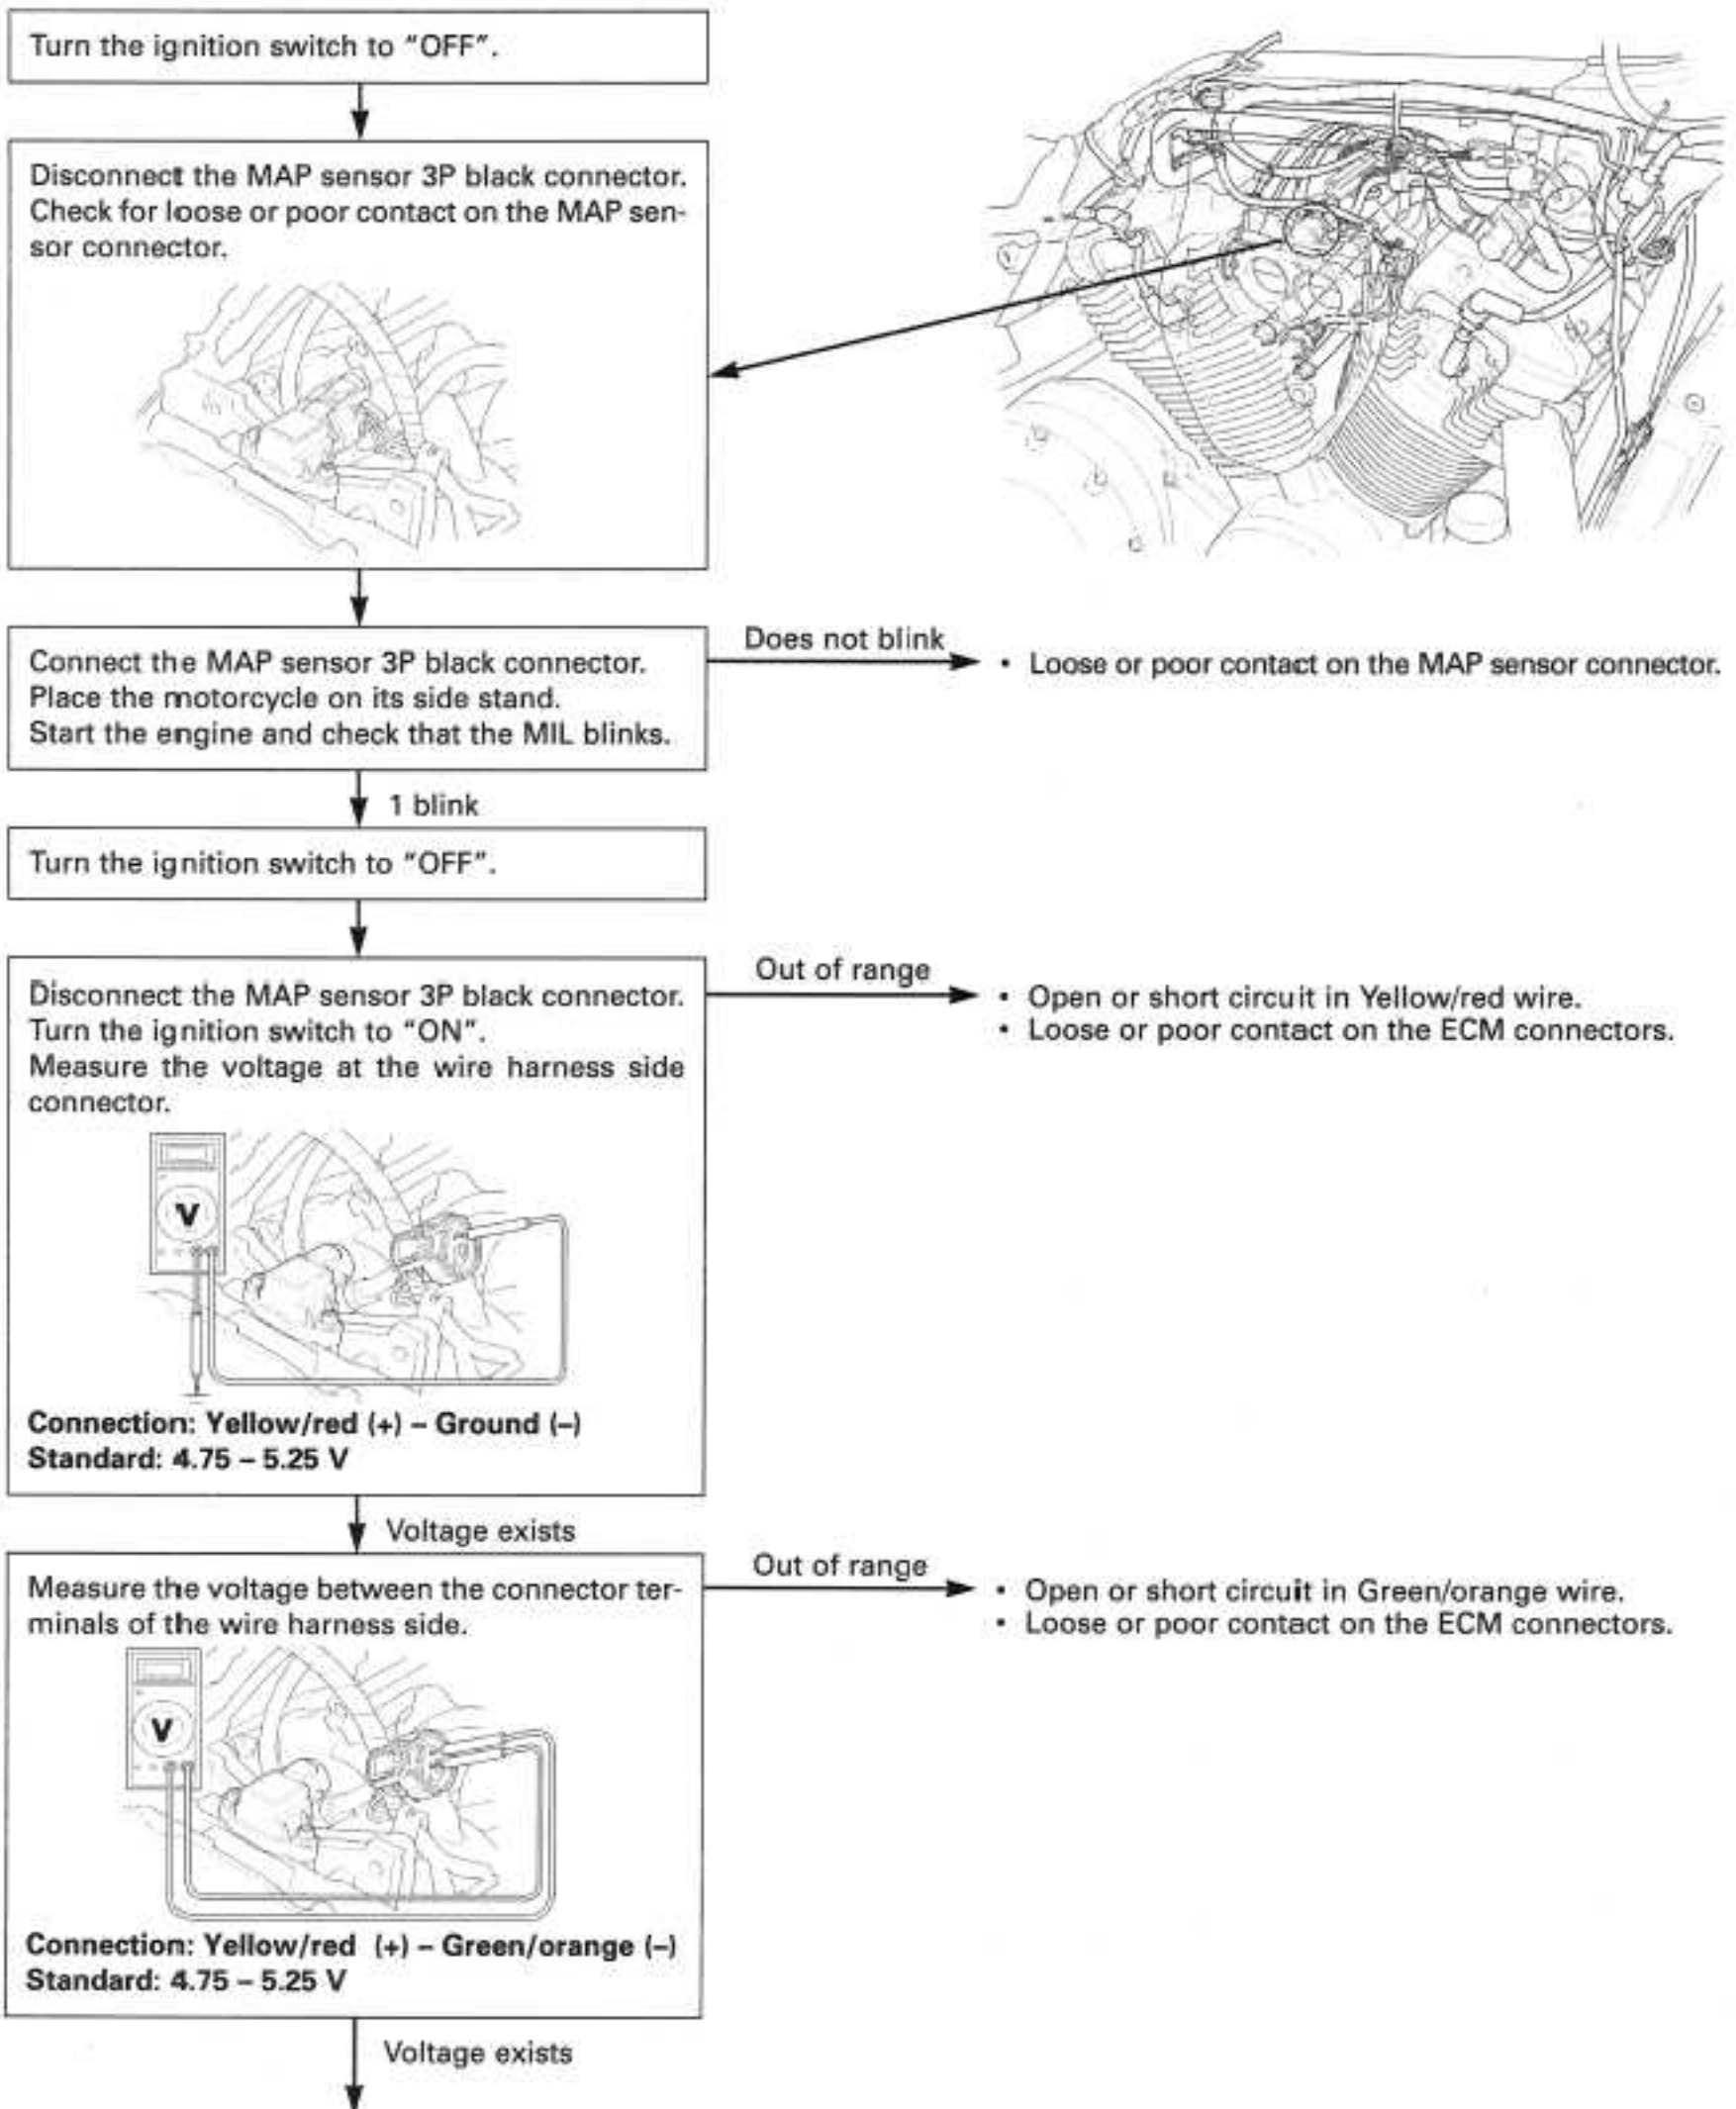 Turn the ignition switch to "OFF".
Disconnect the MAP sensor 3P black connector.
Check for loose or poor contact on the MAP sen-
sor connector.
Connect the MAP sensor 3P black connector.
Place the motorcycle on its side stand.
Start the engine and check that the MIL blinks.
Does not blink
• Loose or poor contact on the MAP sensor connector.
1 blink
Turn the ignition switch to "OFF".
Disconnect the MAP sensor 3P black connector.
Turn the ignition switch to "ON".
Measure the voltage at the wire harness side
connector.
Out of range
• Open or short circuit in Yellow/red wire.
• Loose or poor contact on the ECM connectors.
V
Connection: Yellow/red (+) – Ground (–)
Standard: 4.75 – 5.25 V
Voltage exists
Measure the voltage between the connector ter-
minals of the wire harness side.
Out of range
• Open or short circuit in Green/orange wire.
• Loose or poor contact on the ECM connectors.
V
Connection: Yellow/red (+) – Green/orange (–)
Standard: 4.75 – 5.25 V
Voltage exists